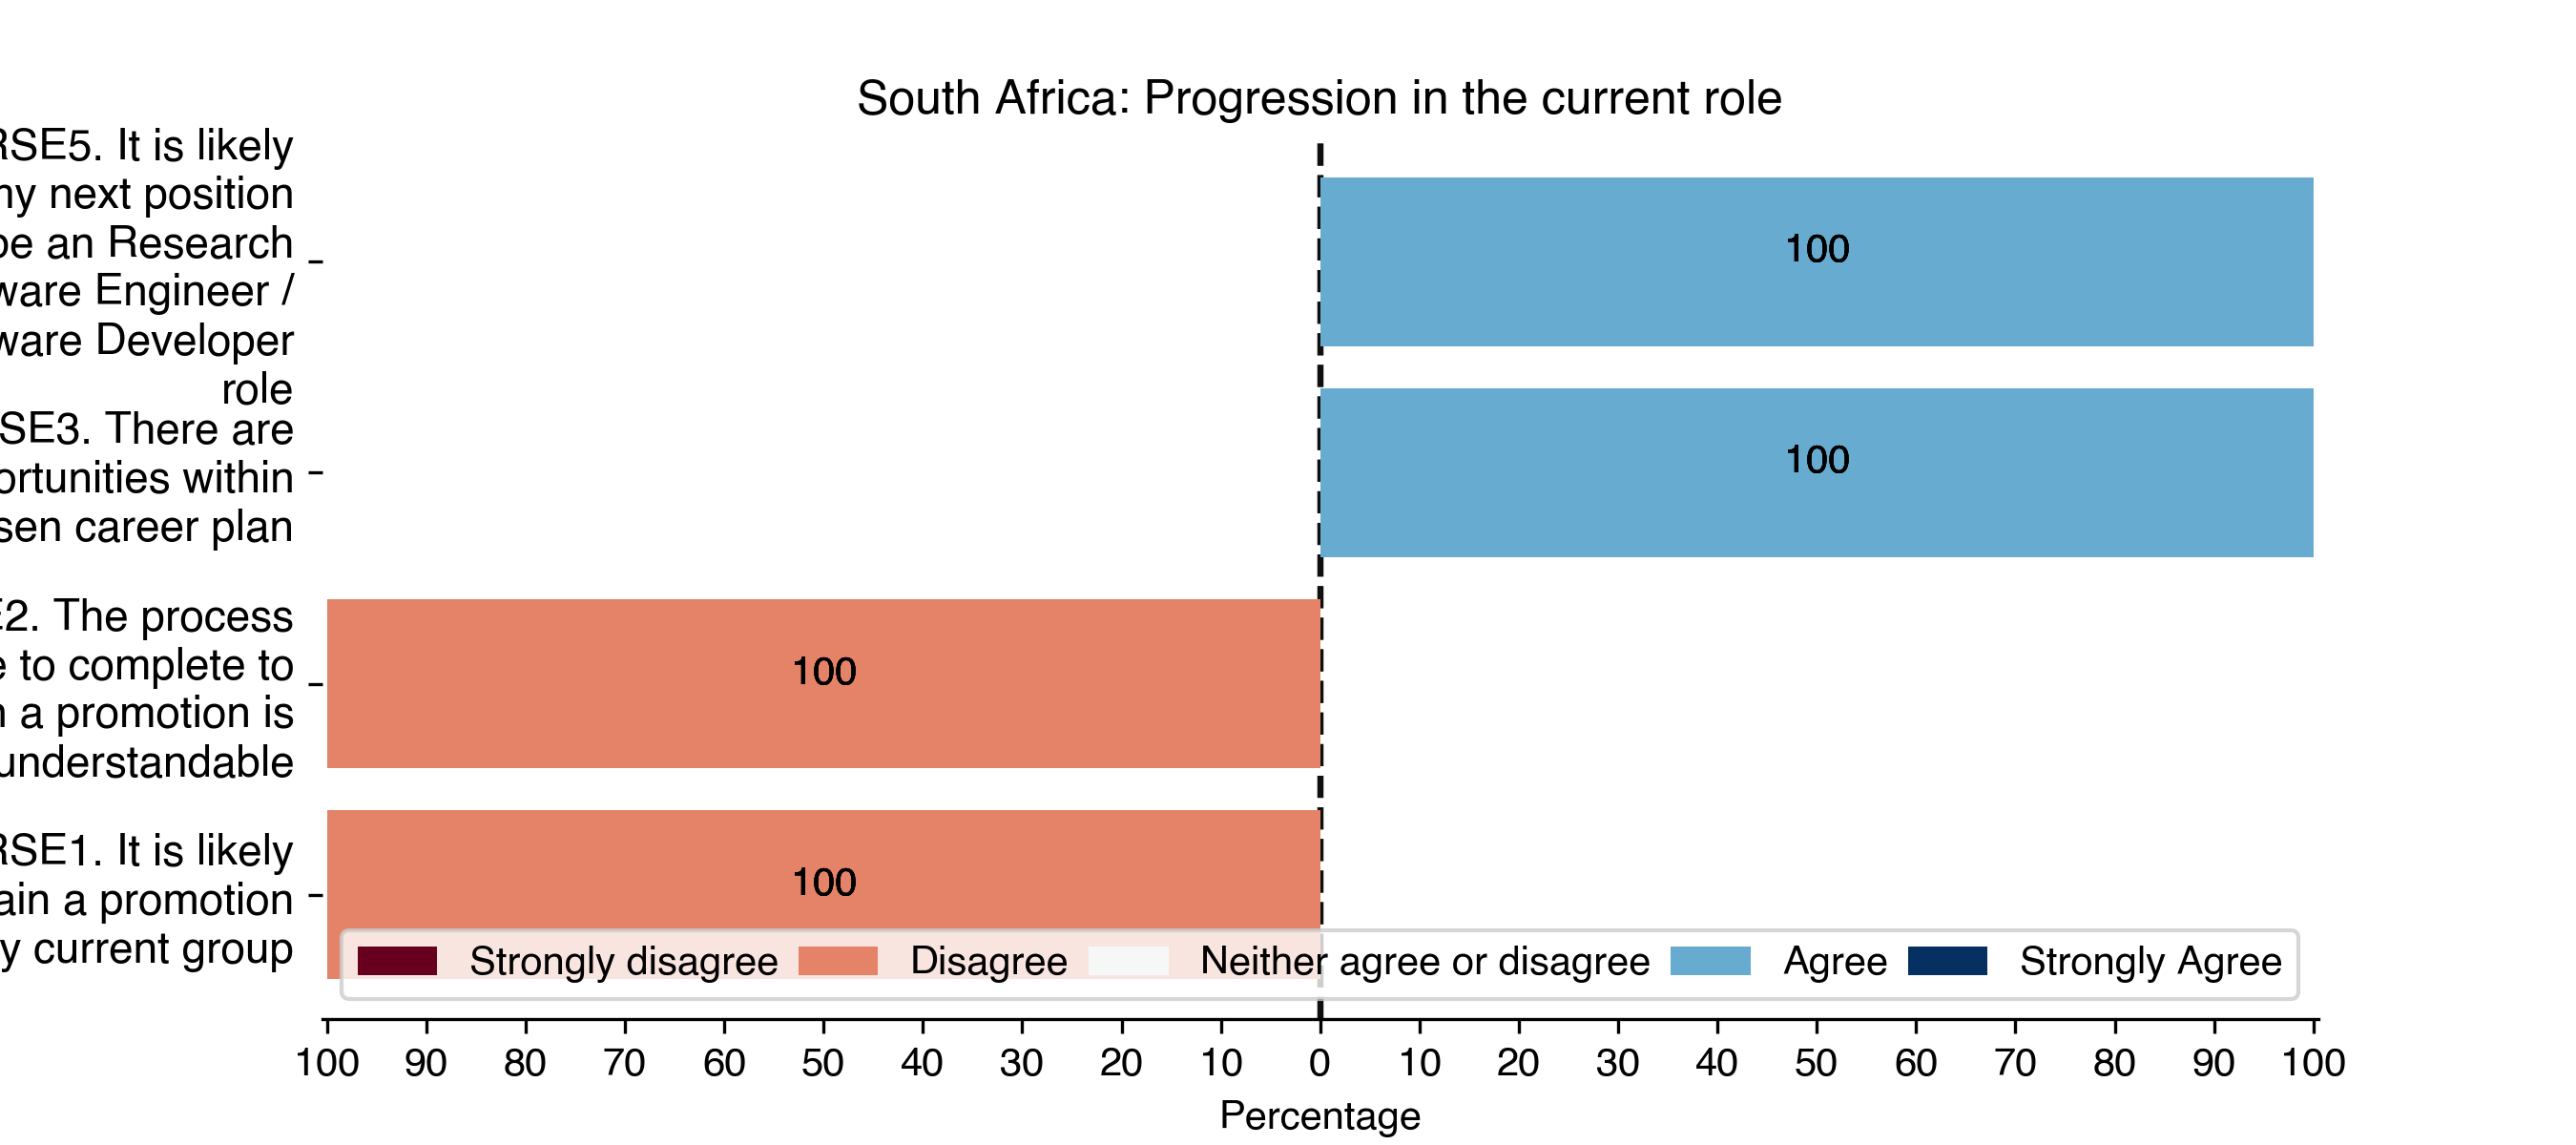 South Africa: Progression in the current role
RSE5. It is likely
my next position
be an Research
ware Engineer /
ware Developer
role
SE3. There are
ortunities within
sen career plan
E2. The process
e to complete to
n a promotion is
understandable
RSE1. It is likely
ain a promotion
y current group
100
100
100
100
Strongly disagree Disagree Neither agree or disagree Agree Strongly Agree
100 90 80 70 60 50 40 30 20 10 0 10 20 30 40 50 60 70 80 90 100
Percentage